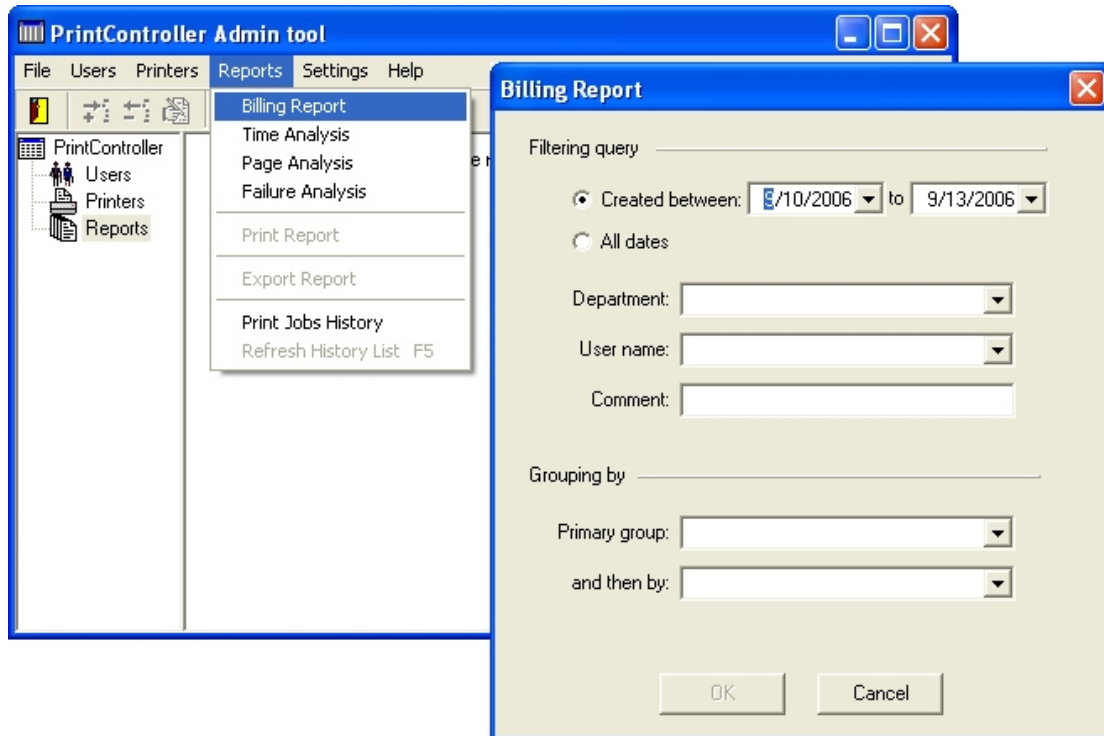 PrintController Admin tool
File Users Printers Reports Settings Help
Billing Report
Time Analysis
Page Analysis
Failure Analysis
Print Report
Export Report
Print Jobs History
Refresh History List F5
PrintController
Users
Printers
Reports
Billing Report
Filtering query
Created between: 9/10/2006 to 9/13/2006
All dates
Department:
User name:
Comment:
Grouping by
Primary group:
and then by:
OK Cancel